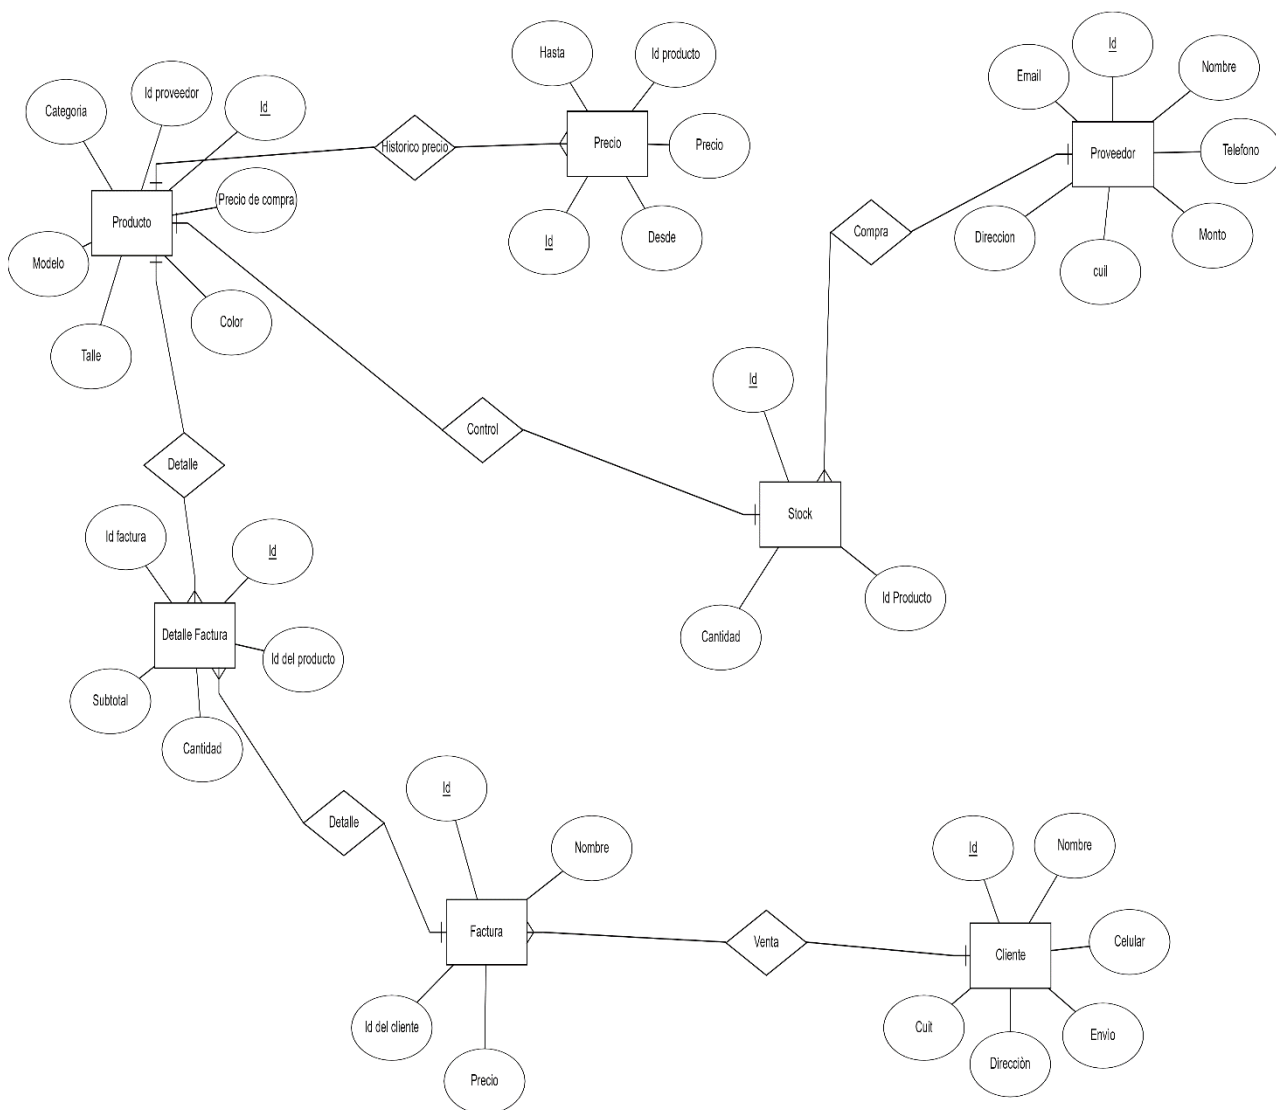 Hasta
Id producto
Id
Email
Nombre
Categoria
Id proveedor
Id
Historico precio
Precio
Precio
Proveedor
Telefono
Producto
Precio de compra
Id
Desde
Compra
Direccion
Monto
Modelo
cuil
Color
Talle
Id
Control
Detalle
Stock
Id factura
Id
Id Producto
Cantidad
Detalle Factura
Id del producto
Subtotal
Cantidad
Id
Detalle
Nombre
Id
Nombre
Factura
Venta
Cliente
Celular
Id del cliente
Cuit
Envio
Precio
Direcciòn